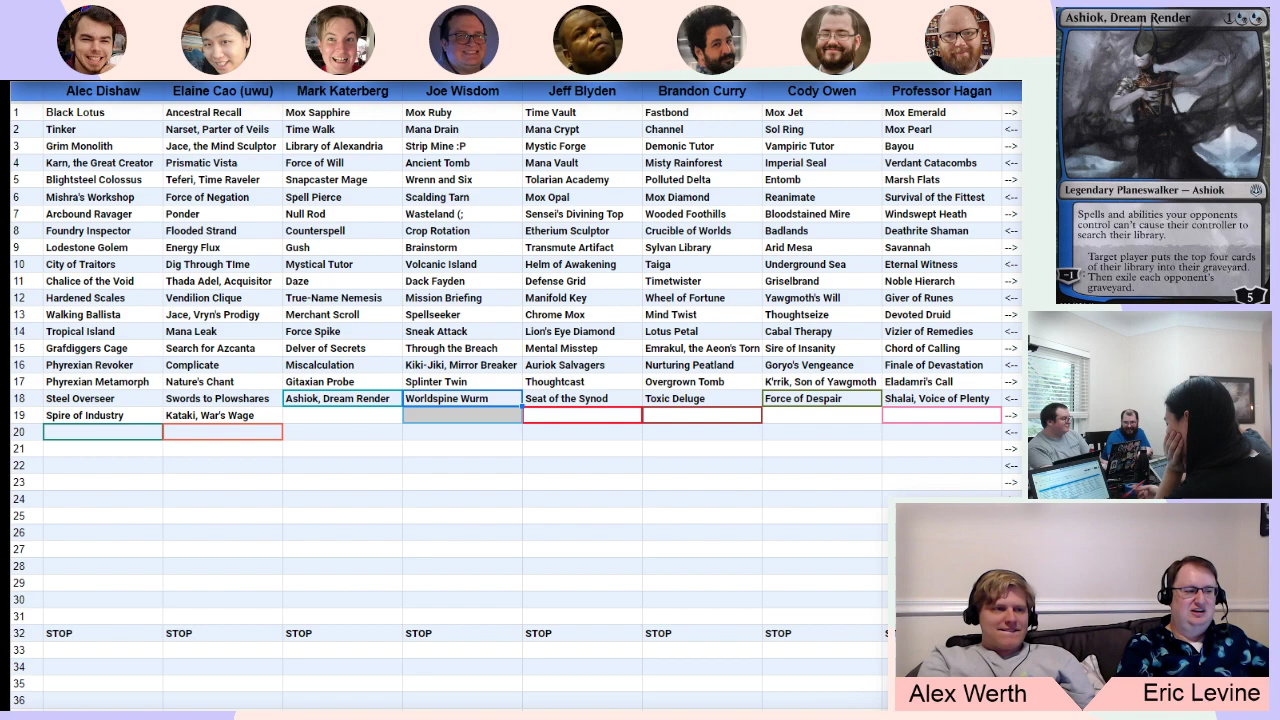 Alec Dishaw Elaine Cao (uwu) Mark Katerberg Joe Wisdom Jeff Blyden Brandon Curry Cody Owen Professor Hagan
1 Black Lotus Ancestral Recall Mox Sapphire Mox Ruby Time Vault Fastbond Mox Jet Mox Emerald -->
2 Tinker Narset, Parter of Veils Time Walk Mana Drain Mana Crypt Channel Sol Ring Mox Pearl <--
3 Grim Monolith Jace, the Mind Sculptor Library of Alexandria Strip Mine :P Mystic Forge Demonic Tutor Vampiric Tutor Bayou -->
4 Karn, the Great Creator Prismatic Vista Force of Will Ancient Tomb Mana Vault Misty Rainforest Imperial Seal Verdant Catacombs <--
5 Blightsteel Colossus Teferi, Time Raveler Snapcaster Mage Wrenn and Six Tolarian Academy Polluted Delta Entomb Marsh Flats -->
6 Mishra's Workshop Force of Negation Spell Pierce Scalding Tarn Mox Opal Mox Diamond Reanimate Survival of the Fittest <--
7 Arcbound Ravager Ponder Null Rod Wasteland (; Sensei's Divining Top Wooded Foothills Bloodstained Mire Windswept Heath -->
8 Foundry Inspector Flooded Strand Counterspell Crop Rotation Etherium Sculptor Crucible of Worlds Badlands Deathrite Shaman <--
9 Lodestone Golem Energy Flux Gush Brainstorm Transmute Artifact Sylvan Library Arid Mesa Savannah -->
10 City of Traitors Dig Through TIme Mystical Tutor Volcanic Island Helm of Awakening Taiga Underground Sea Eternal Witness <--
11 Chalice of the Void Thada Adel, Acquisitor Daze Dack Fayden Defense Grid Timetwister Griselbrand Noble Hierarch -->
12 Hardened Scales Vendilion Clique True-Name Nemesis Mission Briefing Manifold Key Wheel of Fortune Yawgmoth's Will Giver of Runes <--
13 Walking Ballista Jace, Vryn's Prodigy Merchant Scroll Spellseeker Chrome Mox Mind Twist Thoughtseize Devoted Druid -->
14 Tropical Island Mana Leak Force Spike Sneak Attack Lion's Eye Diamond Lotus Petal Cabal Therapy Vizier of Remedies <--
15 Grafdiggers Cage Search for Azcanta Delver of Secrets Through the Breach Mental Misstep Emrakul, the Aeon's Torn Sire of Insanity Chord of Calling -->
16 Phyrexian Revoker Complicate Miscalculation Kiki-Jiki, Mirror Breaker Auriok Salvagers Nurturing Peatland Goryo's Vengeance Finale of Devastation <--
17 Phyrexian Metamorph Nature's Chant Gitaxian Probe Splinter Twin Thoughtcast Overgrown Tomb K'rrik, Son of Yawgmoth Eladamri's Call -->
18 Steel Overseer Swords to Plowshares Ashiok, Dream Render Worldspine Wurm Seat of the Synod Toxic Deluge Force of Despair Shalai, Voice of Plenty <--
19 Spire of Industry Kataki, War's Wage -->
20 <--
21 -->
22 <--
23 -->
24
25
26
27
28
29
30
31
32 STOP STOP STOP STOP STOP STOP STOP
33
34
35
36
Ashiok, Dream Render 1
Legendary Planeswalker — Ashiok
Spells and abilities your opponents
control can't cause their controller to
search their library.
−1 Target player puts the top four cards
of their library into their graveyard.
Then exile each opponent's
graveyard.
5
Alex Werth
Eric Levine